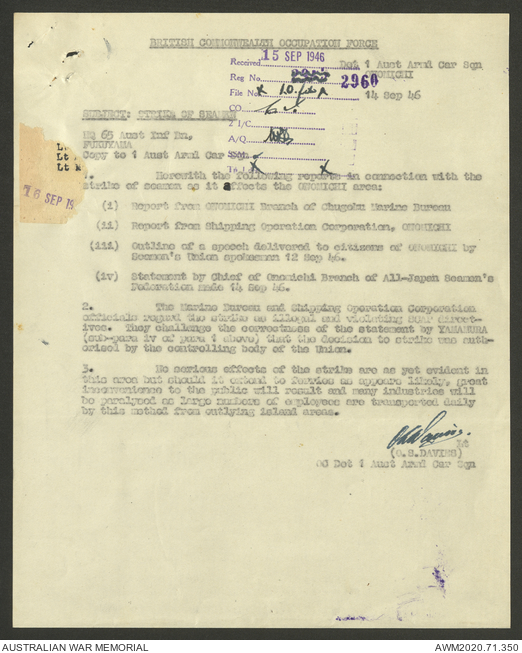 BRITISH COMMONWEALTH OCCUPATION FORCE
15 SEP 1946
Received
Det 1 Aust Armd Car Sqn
Reg No.
2960
ONOMICHI
File No.
14 Sep 46
CO
SUBJECT: STRIKE OF SEAMEN
2 I/C
HQ 65 Aust Inf Bn,
A/Q
FUKUYAMA
Copy to 1 Aust Armd Car Sqn.
Lt
Lt
Lt M
16 SEP 19
1. Herewith the following reports in connection with the
strike of seamen as it affects the ONOMICHI area:
(i) Report from ONOMICHI Branch of Chugoku Marine Bureau
(ii) Report from Shipping Operation Corporation, ONOMICHI
(iii) Outline of a speech delivered to citizens of ONOMICHI by
Seamen's Union spokesmen 12 Sep 46.
(iv) Statement by Chief of Onomichi Branch of All-Japan Seamen's
Federation made 14 Sep 46.
2. The Marine Bureau and Shipping Operation Corporation
officials regard the strike as illegal and violating SCAP direct-
ives. They challenge the correctness of the statement by YAMAMURA
(sub-para iv of para 1 above) that the decision to strike was auth-
orised by the controlling body of the Union.
3. No serious effects of the strike are as yet evident in
this area but should it extend to ferries as appears likely, great
inconvenience to the public will result and many industries will
be paralysed as large numbers of employees are transported daily
by this method from outlying island areas.
Lt
(O.S.DAVIES)
OC Det 1 Aust Armd Car Sqn
AUSTRALIAN WAR MEMORIAL
AWM2020.71.350